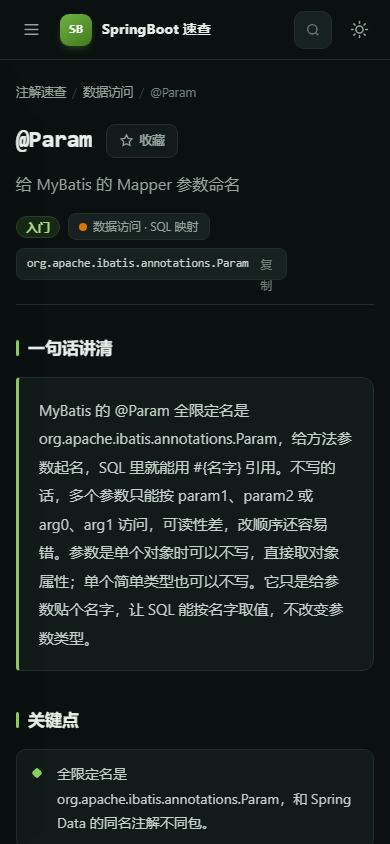 SB SpringBoot 速查
注解速查 / 数据访问 / @Param
@Param 收藏
给 MyBatis 的 Mapper 参数命名
入门 数据访问 · SQL 映射
org.apache.ibatis.annotations.Param 复制
一句话讲清
MyBatis 的 @Param 全限定名是
org.apache.ibatis.annotations.Param，给方法参
数起名，SQL 里就能用 #{名字} 引用。不写的
话，多个参数只能按 param1、param2 或
arg0、arg1 访问，可读性差，改顺序还容易
错。参数是单个对象时可以不写，直接取对象
属性；单个简单类型也可以不写。它只是给参
数贴个名字，让 SQL 能按名字取值，不改变参
数类型。
关键点
全限定名是
org.apache.ibatis.annotations.Param，和 Spring
Data 的同名注解不同包。